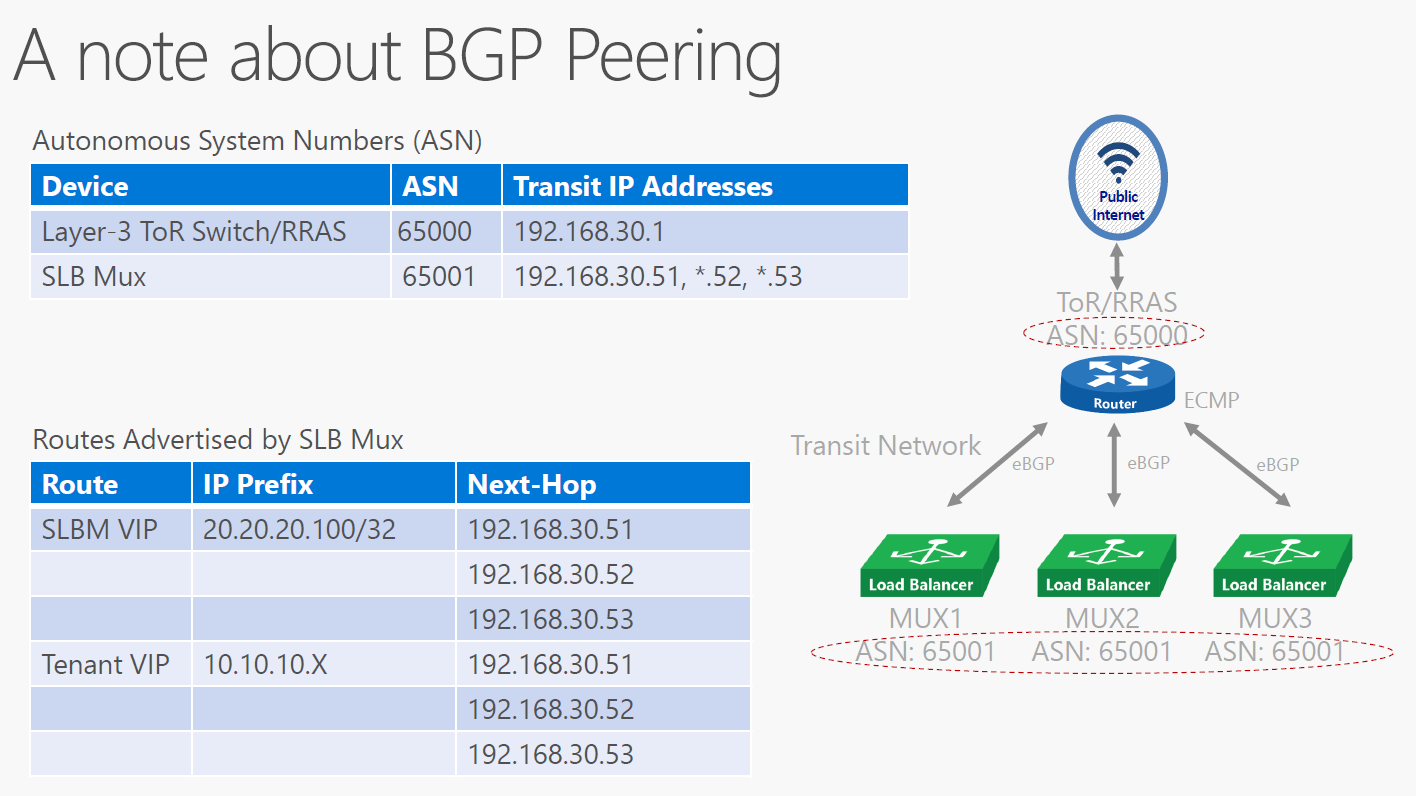 A note about BGP Peering
Autonomous System Numbers (ASN)
Device ASN Transit IP Addresses
Layer-3 ToR Switch/RRAS 65000 192.168.30.1
SLB Mux 65001 192.168.30.51, *.52, *.53
Routes Advertised by SLB Mux
Route IP Prefix Next-Hop
SLBM VIP 20.20.20.100/32 192.168.30.51
192.168.30.52
192.168.30.53
Tenant VIP 10.10.10.X 192.168.30.51
192.168.30.52
192.168.30.53
Public
Internet
ToR/RRAS
ASN: 65000
Router
ECMP
Transit Network
eBGP eBGP eBGP
Load Balancer Load Balancer Load Balancer
MUX1 MUX2 MUX3
ASN: 65001 ASN: 65001 ASN: 65001